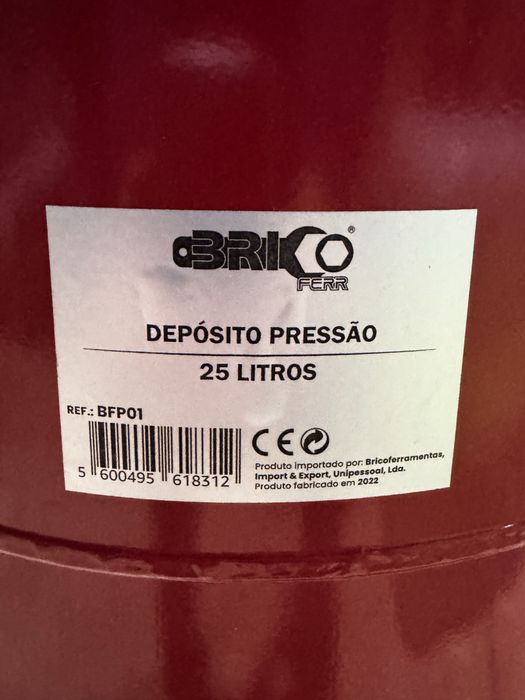 BRICO®
FERR
DEPÓSITO PRESSÃO
25 LITROS
REF.: BFP01
5 600495 618312
CE
Produto importado por: Bricoferramentas,
Import & Export, Unipessoal, Lda.
Produto fabricado em 2022